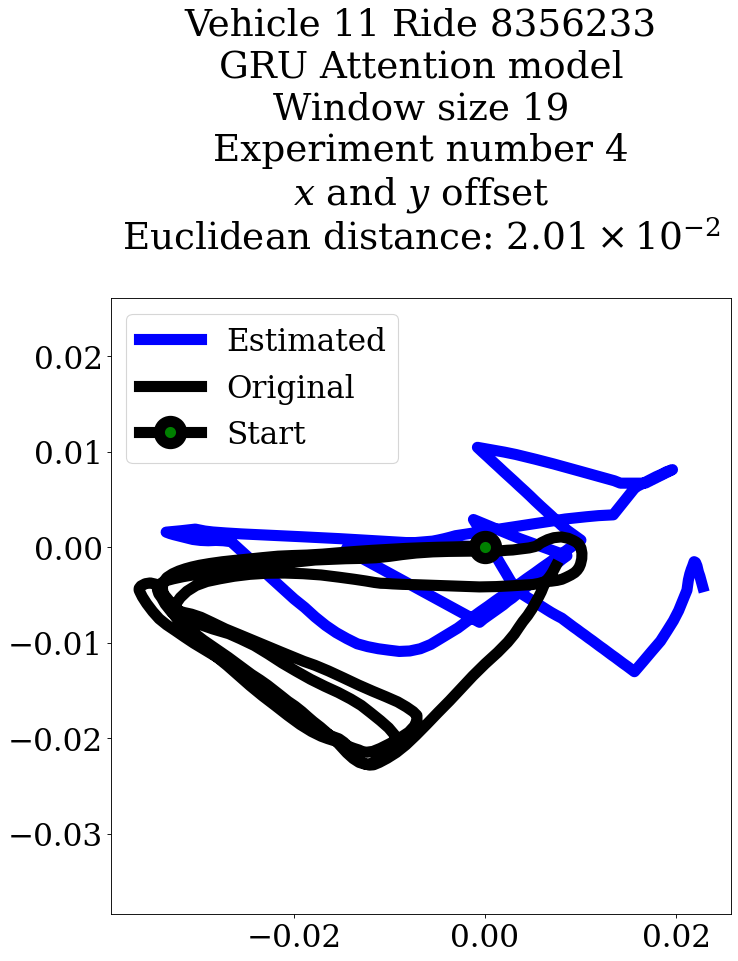 Vehicle 11 Ride 8356233
GRU Attention model
Window size 19
Experiment number 4
x and y offset
Euclidean distance: 2.01 × 10⁻²
Estimated
Original
Start
0.02
0.01
0.00
−0.01
−0.02
−0.03
−0.02 0.00 0.02